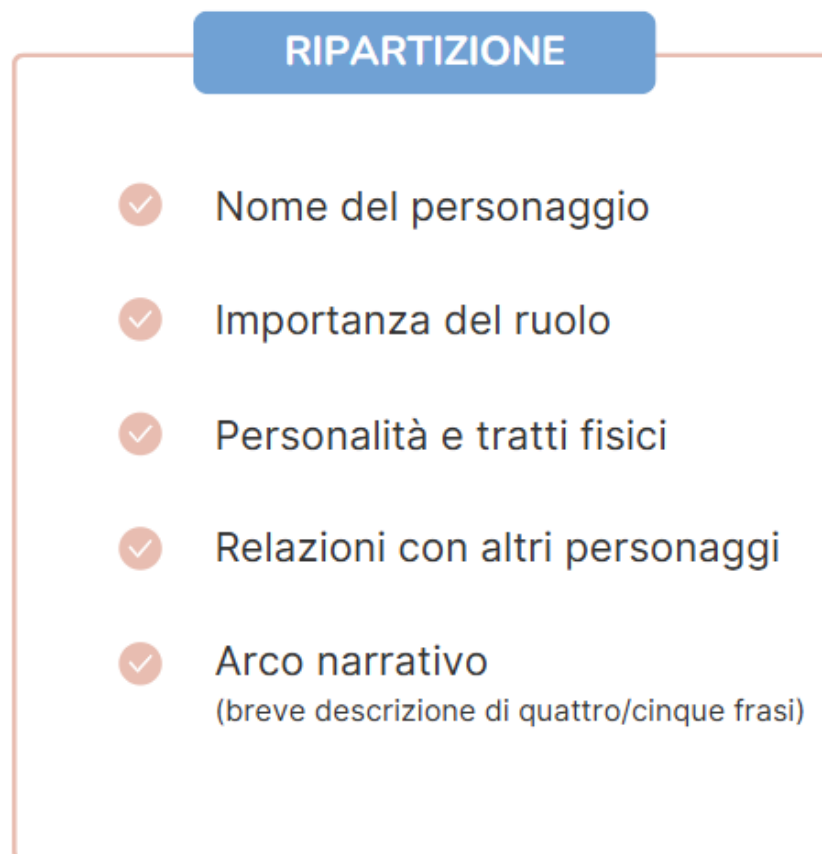 RIPARTIZIONE
Nome del personaggio
Importanza del ruolo
Personalità e tratti fisici
Relazioni con altri personaggi
Arco narrativo
(breve descrizione di quattro/cinque frasi)